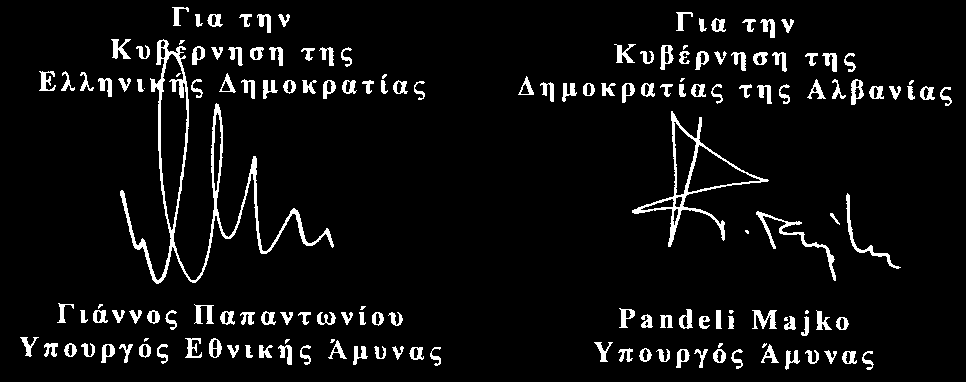 Για την
Κυβέρνηση της
Ελληνικής Δημοκρατίας
Γιάννος Παπαντωνίου
Υπουργός Εθνικής Άμυνας
Για την
Κυβέρνηση της
Δημοκρατίας της Αλβανίας
Pandeli Majko
Υπουργός Άμυνας